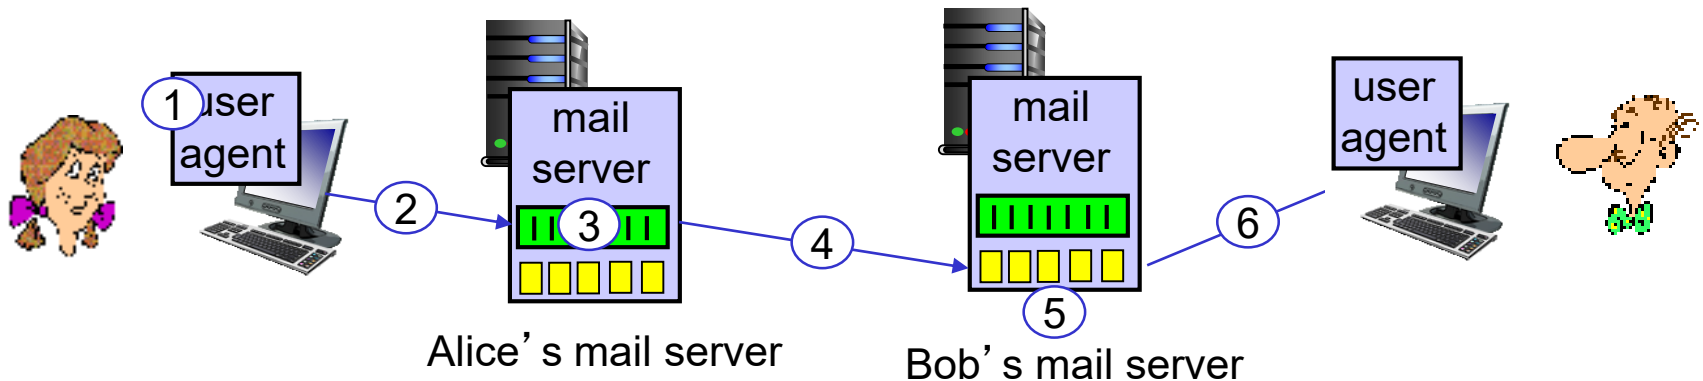 1
user
agent
2
mail
server
3
Alice’s mail server
4
mail
server
5
Bob’s mail server
6
user
agent